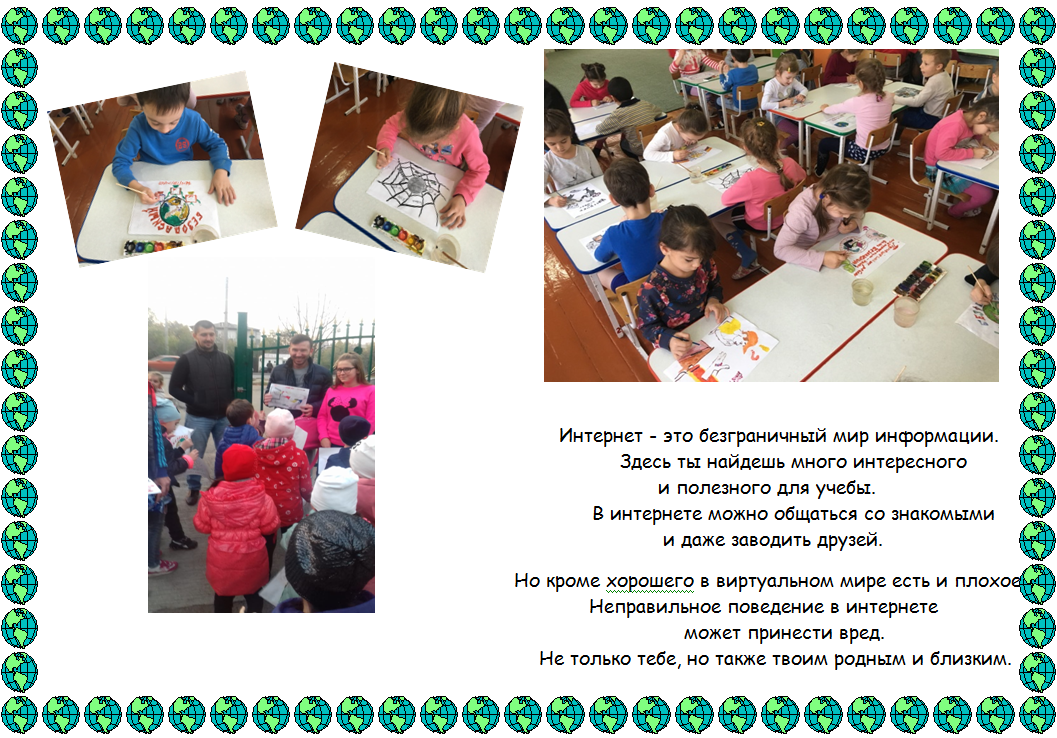 Интернет - это безграничный мир информации.
Здесь ты найдешь много интересного
и полезного для учебы.
В интернете можно общаться со знакомыми
и даже заводить друзей.
Но кроме хорошего в виртуальном мире есть и плохое
Неправильное поведение в интернете
может принести вред.
Не только тебе, но также твоим родным и близким.